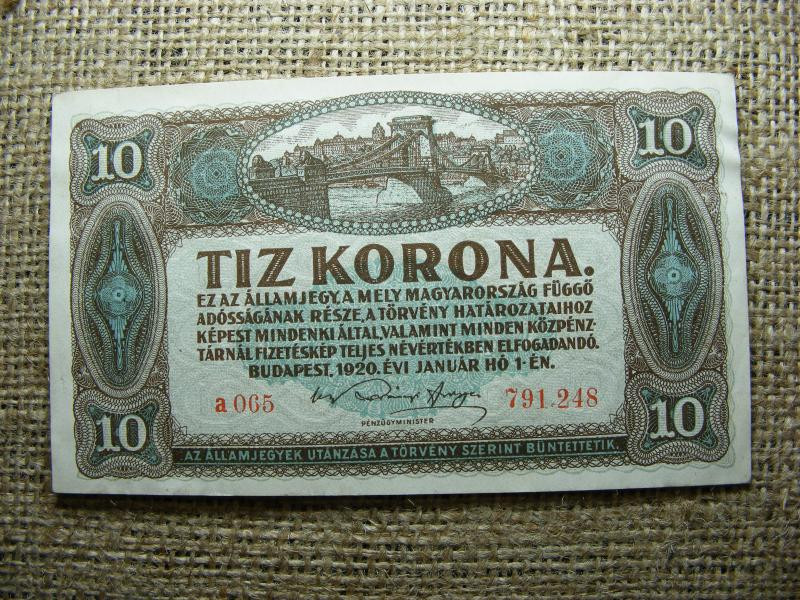 10
10
TIZ KORONA.
EZ AZ ÁLLAMJEGY, A MELY MAGYARORSZÁG FÜGGŐ
ADÓSSÁGÁNAK RÉSZE, A TÖRVÉNY HATÁROZATAIHOZ
KÉPEST MINDENKI ÁLTAL, VALAMINT MINDEN KÖZPÉNZ-
TÁRNÁL FIZETÉSKÉP TELJES NÉVÉRTÉKBEN ELFOGADANDÓ.
BUDAPEST, 1920. ÉVI JANUÁR HÓ 1-ÉN.
a 065
791.248
PÉNZÜGYMINISTER
10
10
AZ ÁLLAMJEGYEK UTÁNZÁSA A TÖRVÉNY SZERINT BÜNTETTETIK.